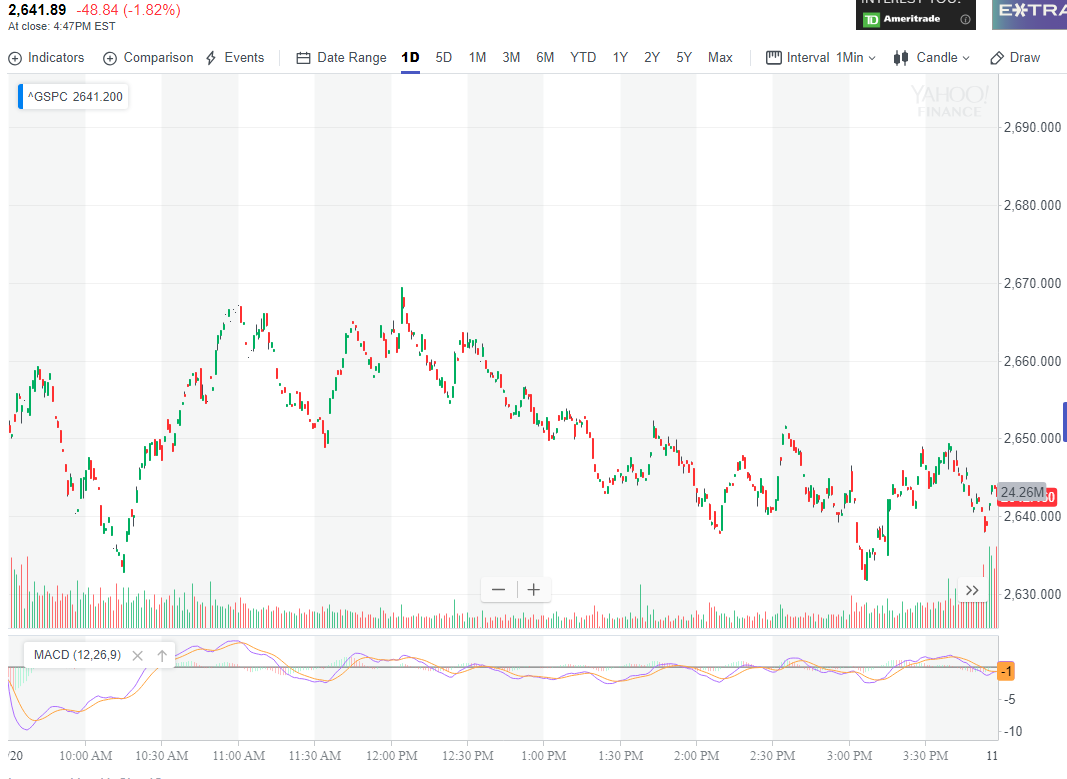 2,641.89 -48.84 (-1.82%)
At close: 4:47PM EST
TD Ameritrade
EXTRA
Indicators Comparison Events Date Range 1D 5D 1M 3M 6M YTD 1Y 2Y 5Y Max Interval 1Min Candle Draw
^GSPC 2641.200
YAHOO!
FINANCE
2,690.000
2,680.000
2,670.000
2,660.000
2,650.000
24.26M
2,640.000
2,630.000
MACD (12,26,9)
-1
-5
-10
/20 10:00 AM 10:30 AM 11:00 AM 11:30 AM 12:00 PM 12:30 PM 1:00 PM 1:30 PM 2:00 PM 2:30 PM 3:00 PM 3:30 PM 11